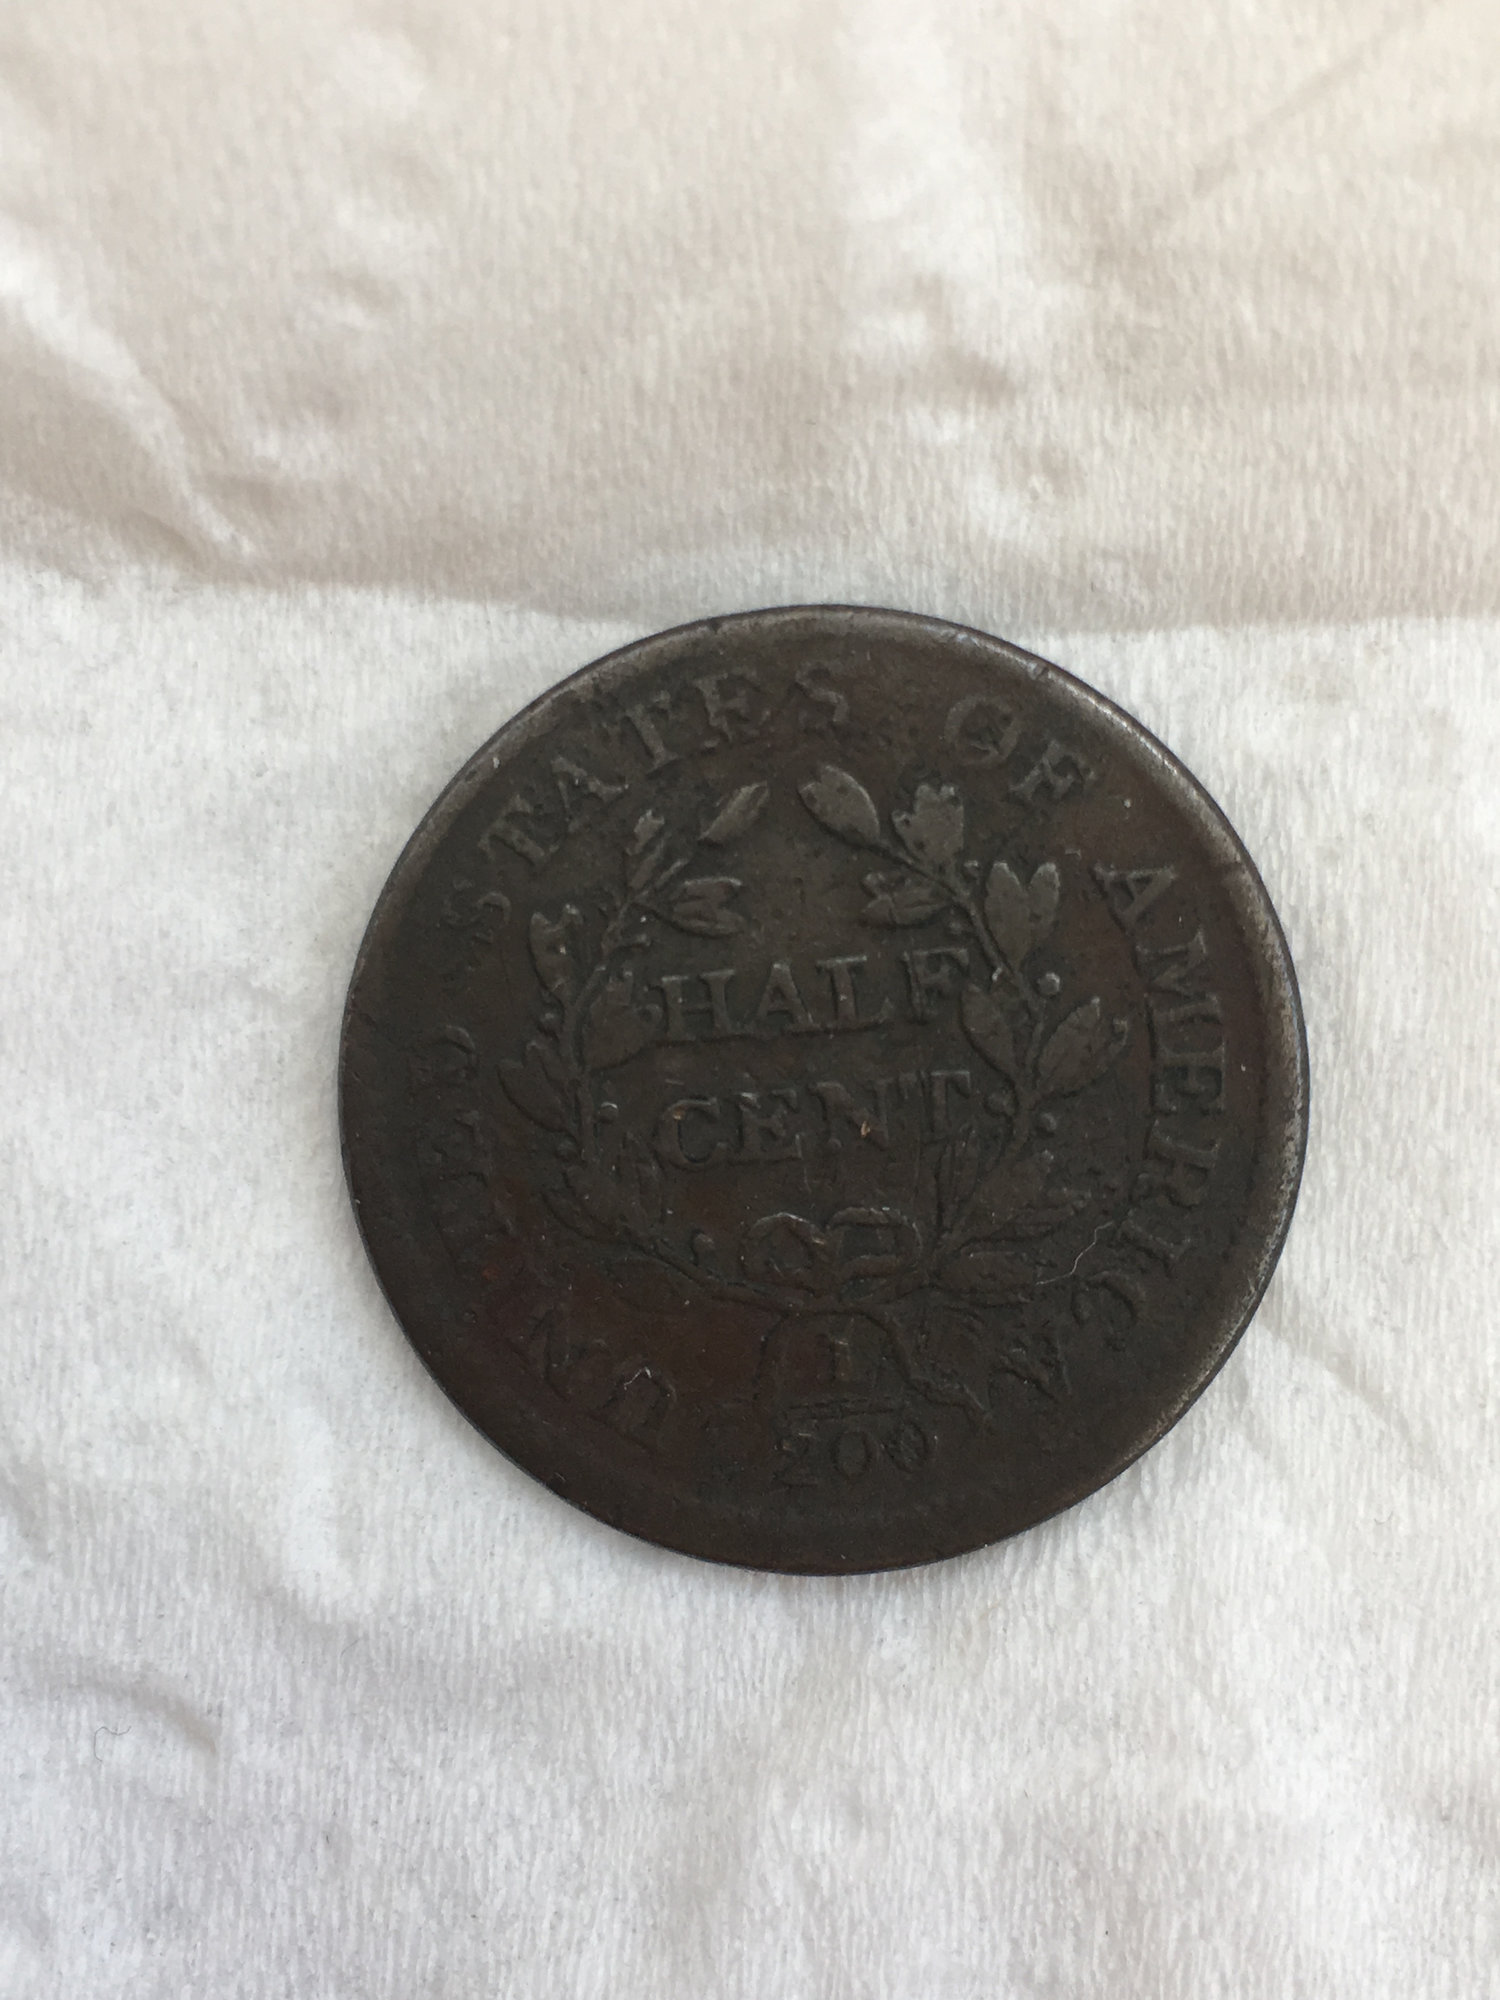 UNITED STATES OF AMERICA
HALF
CENT
1
200